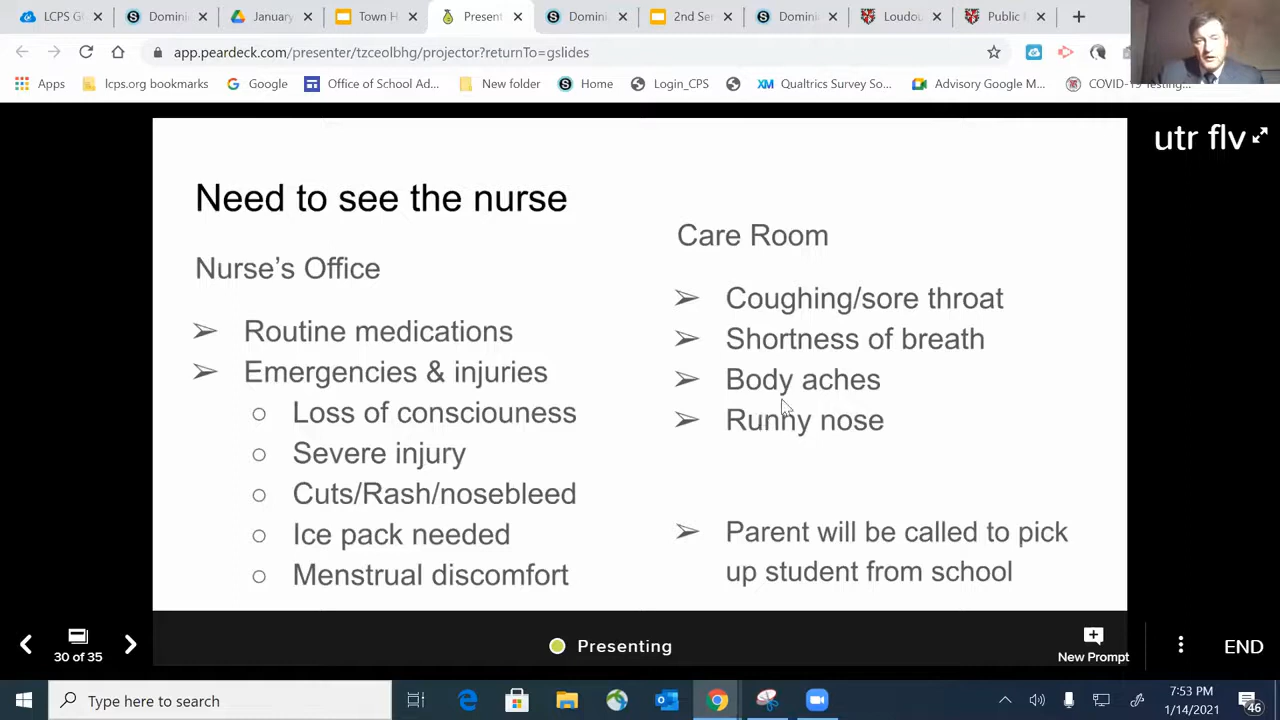 LCPS Gl
Domini
January
Town H
Present
Domini
2nd Se
Domini
Loudou
Public
app.peardeck.com/presenter/tzceolbhg/projector?returnTo=gslides
Apps
lcps.org bookmarks
Google
Office of School Ad...
New folder
Home
Login_CPS
Qualtrics Survey So...
Advisory Google M...
COVID-19 Testing...
utr flv
Need to see the nurse
Nurse's Office
➢ Routine medications
➢ Emergencies & injuries
○ Loss of consciouness
○ Severe injury
○ Cuts/Rash/nosebleed
○ Ice pack needed
○ Menstrual discomfort
Care Room
➢ Coughing/sore throat
➢ Shortness of breath
➢ Body aches
➢ Runny nose
➢ Parent will be called to pick
up student from school
30 of 35
Presenting
New Prompt
END
Type here to search
7:53 PM
1/14/2021
46